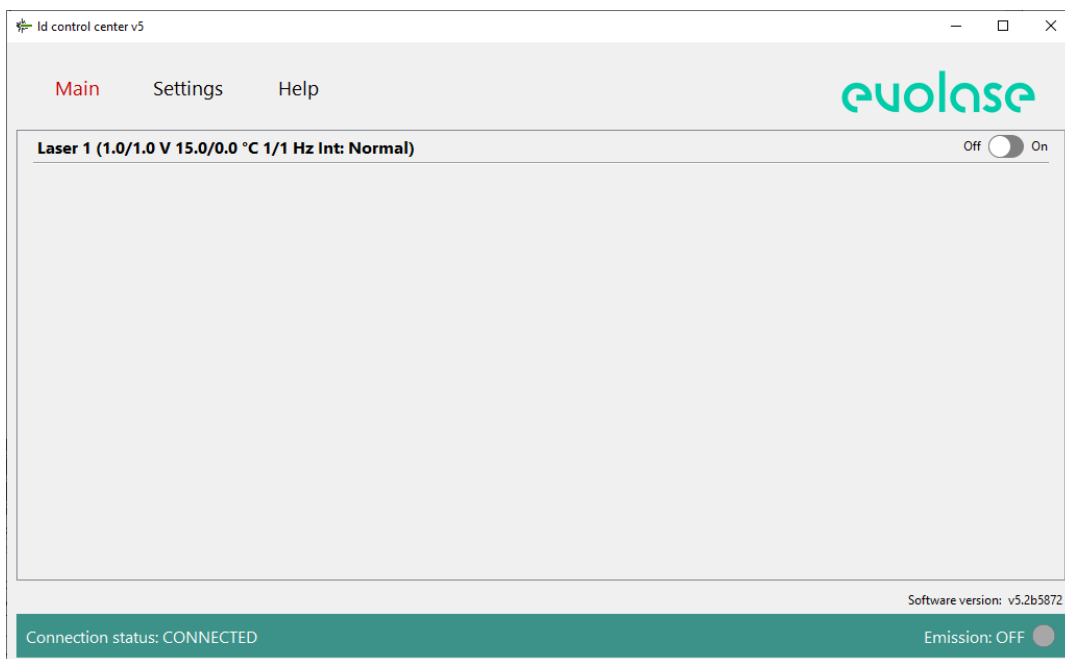 Id control center v5
Main Settings Help
evolase
Laser 1 (1.0/1.0 V 15.0/0.0 °C 1/1 Hz Int: Normal)
Off On
Software version: v5.2b5872
Connection status: CONNECTED
Emission: OFF